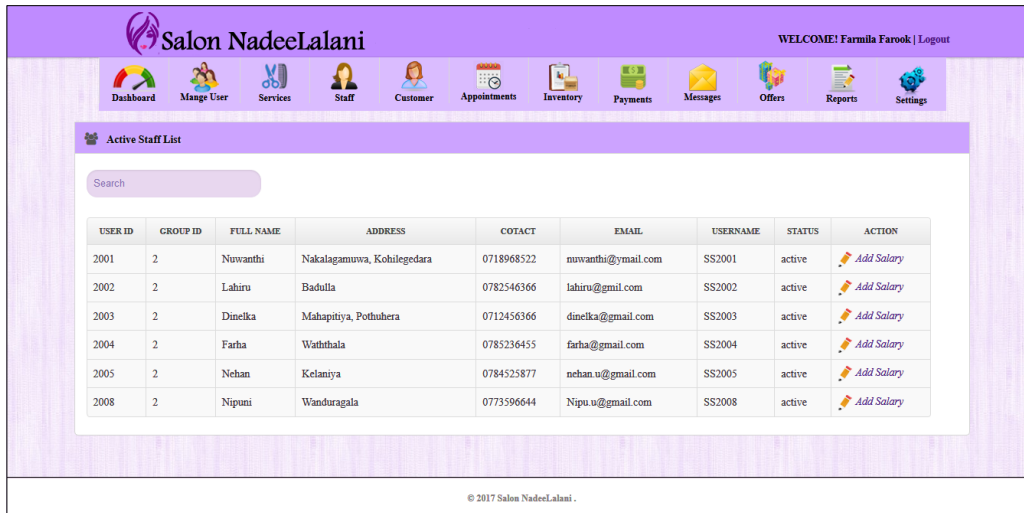 Salon NadeeLalani
WELCOME! Farmila Farook | Logout
Dashboard Mange User Services Staff Customer Appointments Inventory Payments Messages Offers Reports Settings
Active Staff List
Search
USER ID GROUP ID FULL NAME ADDRESS COTACT EMAIL USERNAME STATUS ACTION
2001 2 Nuwanthi Nakalagamuwa, Kohilegedara 0718968522 nuwanthi@ymail.com SS2001 active Add Salary
2002 2 Lahiru Badulla 0782546366 lahiru@gmil.com SS2002 active Add Salary
2003 2 Dinelka Mahapitiya, Pothuhera 0712456366 dinelka@gmail.com SS2003 active Add Salary
2004 2 Farha Waththala 0785236455 farha@gmail.com SS2004 active Add Salary
2005 2 Nehan Kelaniya 0784525877 nehan.u@gmail.com SS2005 active Add Salary
2008 2 Nipuni Wanduragala 0773596644 Nipu.u@gmail.com SS2008 active Add Salary
© 2017 Salon NadeeLalani .